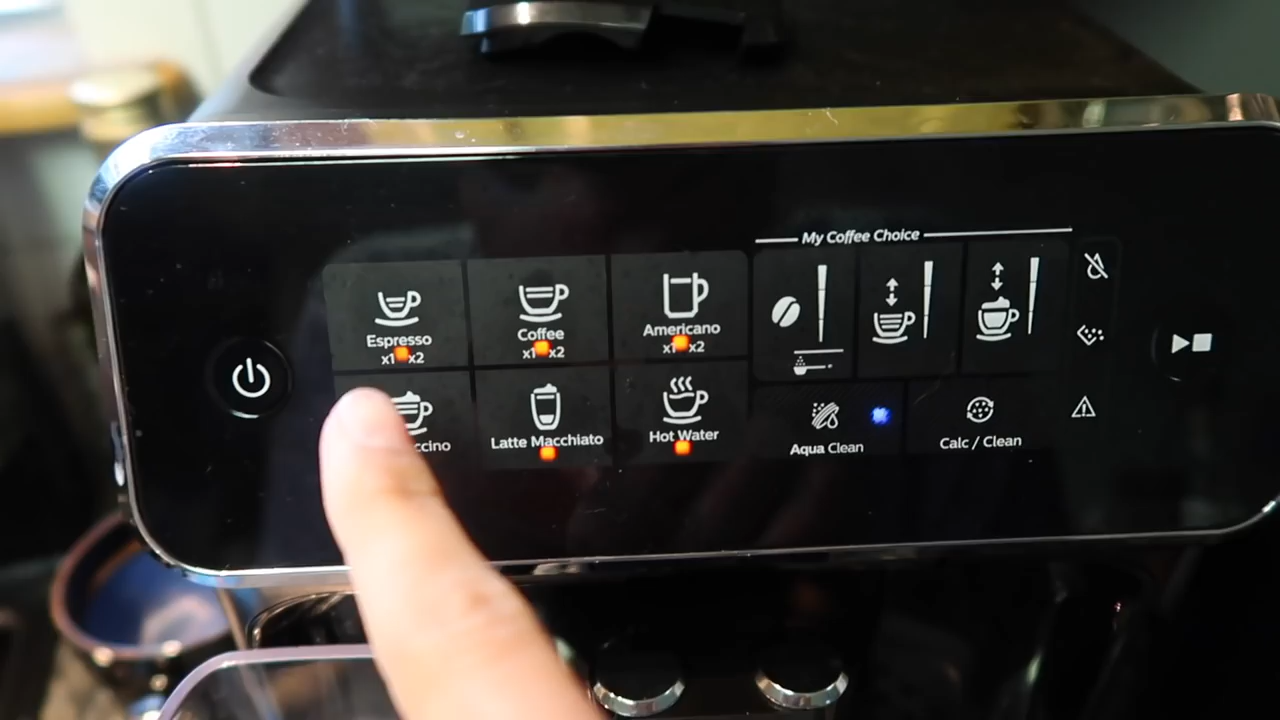 My Coffee Choice
Espresso
x1 x2
Coffee
x1 x2
Americano
x1 x2
ccino
Latte Macchiato
Hot Water
Aqua Clean
Calc / Clean